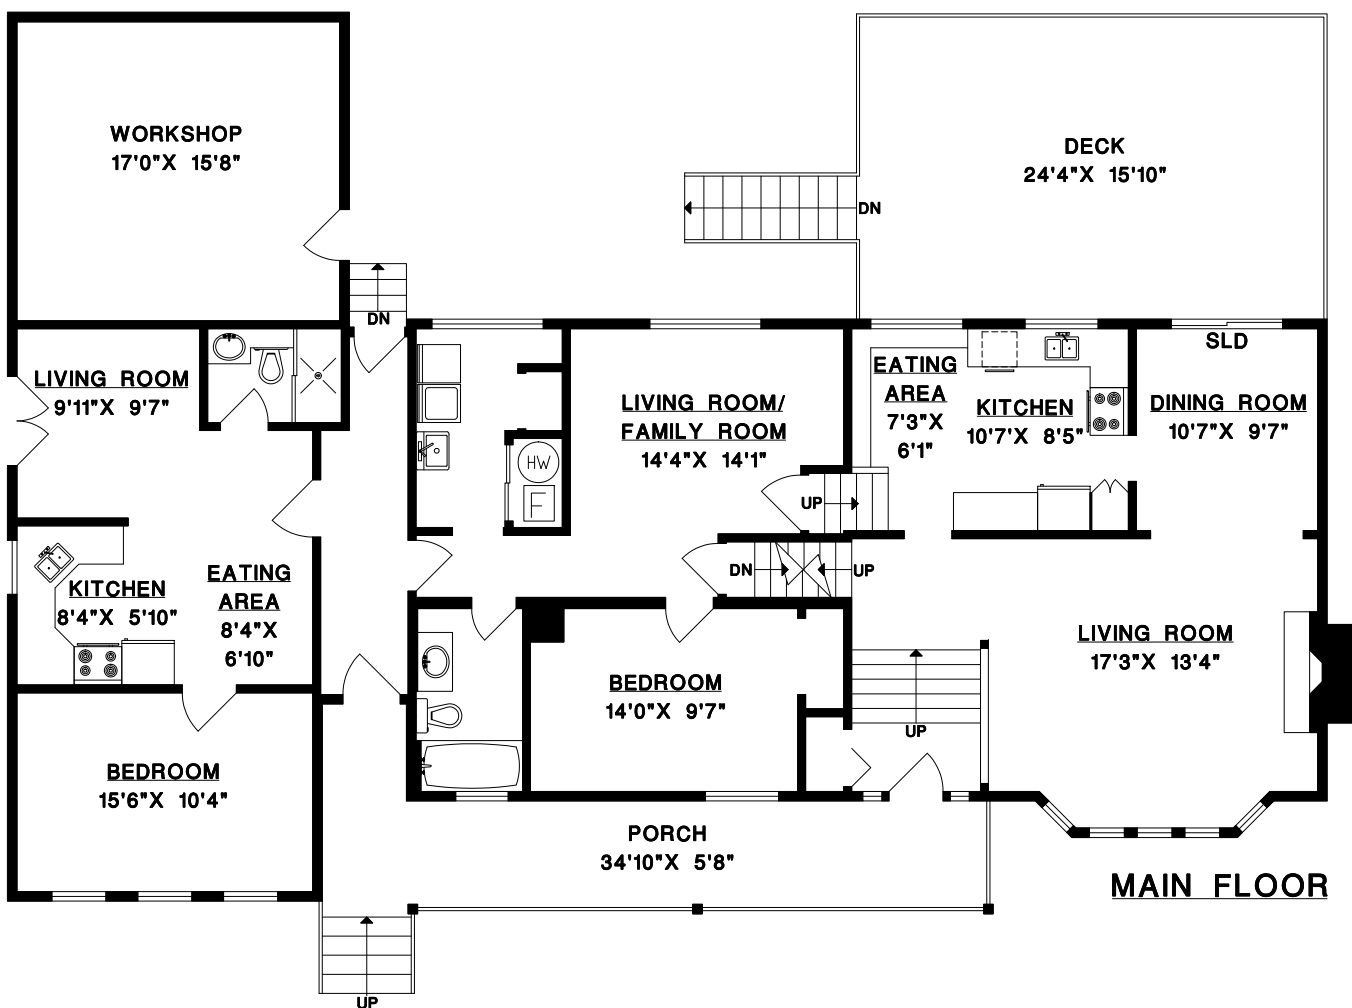 WORKSHOP
17'0"X 15'8"
DECK
24'4"X 15'10"
DN
DN
SLD
LIVING ROOM
9'11"X 9'7"
LIVING ROOM/
FAMILY ROOM
14'4"X 14'1"
EATING
AREA
7'3"X
6'1"
KITCHEN
10'7'X 8'5"
DINING ROOM
10'7"X 9'7"
HW
F
UP
DN
UP
KITCHEN
8'4"X 5'10"
EATING
AREA
8'4"X
6'10"
LIVING ROOM
17'3"X 13'4"
BEDROOM
14'0"X 9'7"
UP
BEDROOM
15'6"X 10'4"
PORCH
34'10"X 5'8"
MAIN FLOOR
UP